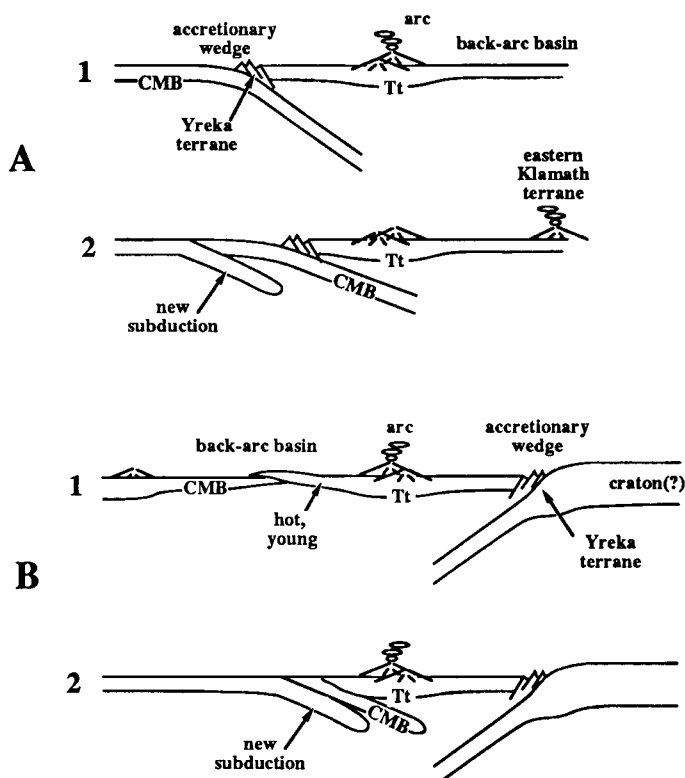 arc
accretionary
wedge
back-arc basin
1
CMB
Tt
Yreka
terrane
A
eastern
Klamath
terrane
2
Tt
CMB
new
subduction
back-arc basin
arc
accretionary
wedge
1
CMB
Tt
craton(?)
hot,
young
Yreka
terrane
B
2
Tt
CMB
new
subduction